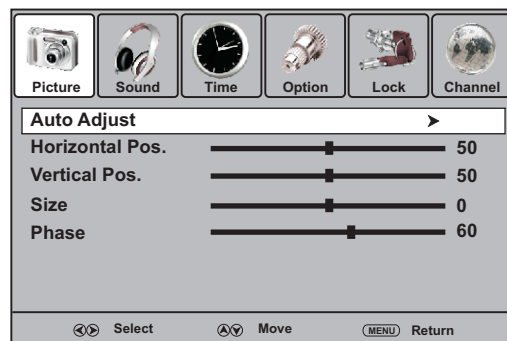 Picture Sound Time Option Lock Channel
Auto Adjust
Horizontal Pos. 50
Vertical Pos. 50
Size 0
Phase 60
Select Move MENU Return